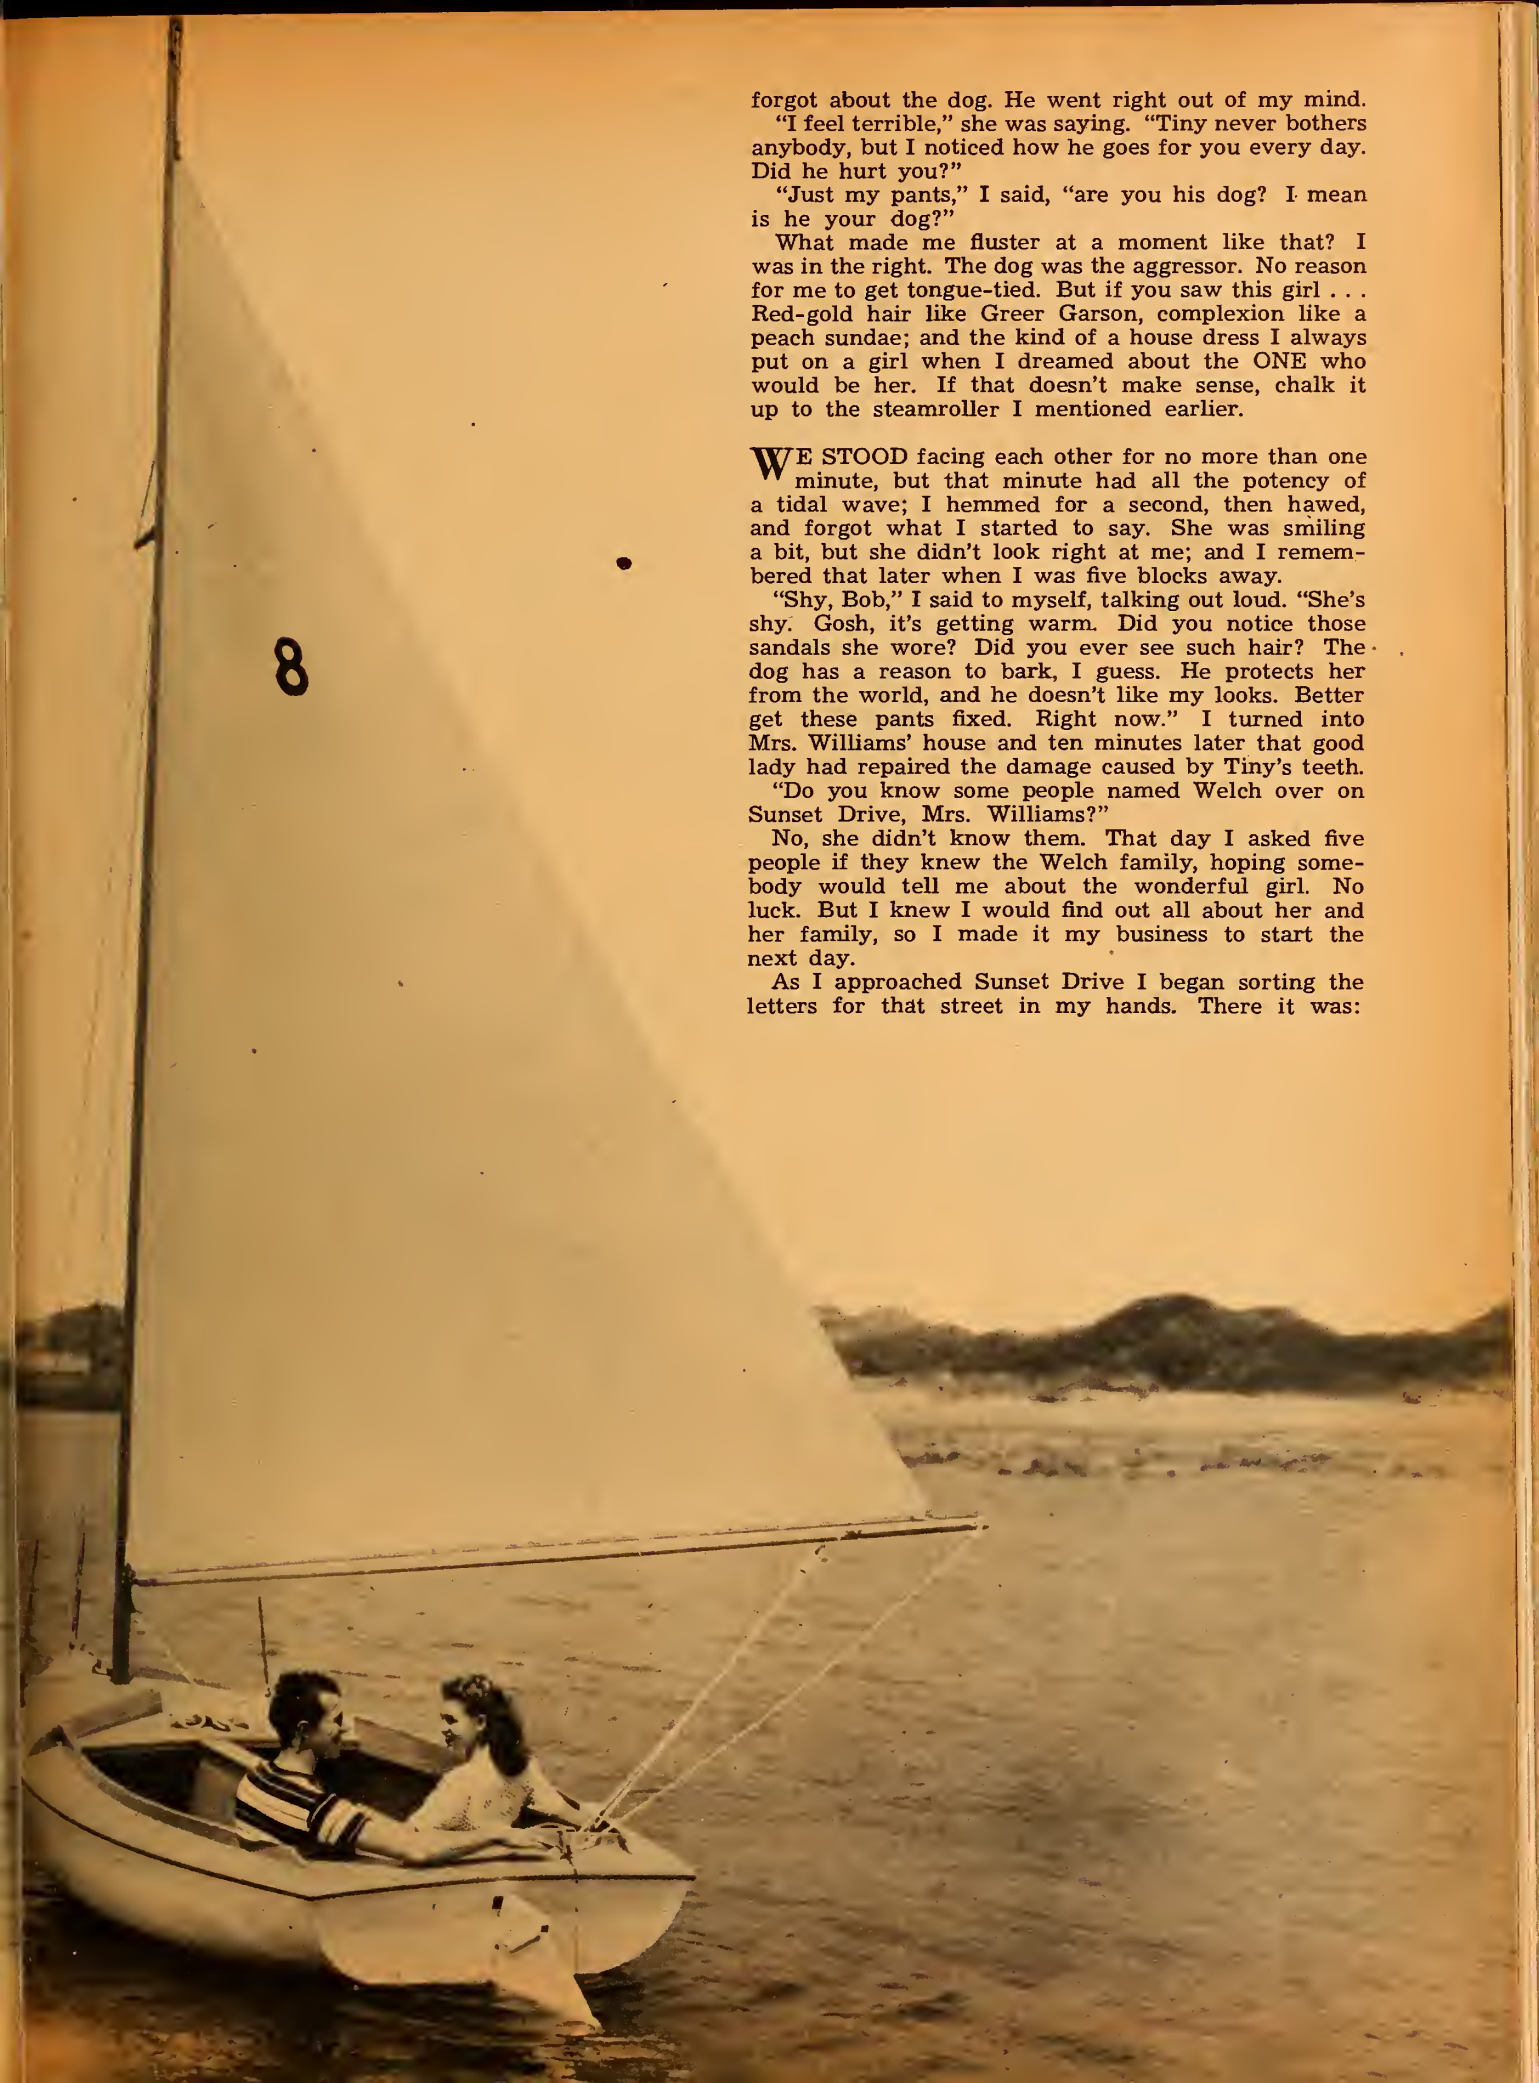 forgot about the dog. He went right out of my mind.
“I feel terrible,” she was saying. “Tiny never bothers
anybody, but I noticed how he goes for you every day.
Did he hurt you?”
“Just my pants,” I said, “are you his dog? I mean
is he your dog?”
What made me fluster at a moment like that? I
was in the right. The dog was the aggressor. No reason
for me to get tongue-tied. But if you saw this girl . . .
Red-gold hair like Greer Garson, complexion like a
peach sundae; and the kind of a house dress I always
put on a girl when I dreamed about the ONE who
would be her. If that doesn’t make sense, chalk it
up to the steamroller I mentioned earlier.
WE STOOD facing each other for no more than one
minute, but that minute had all the potency of
a tidal wave; I hemmed for a second, then hawed,
and forgot what I started to say. She was smiling
a bit, but she didn’t look right at me; and I remem-
bered that later when I was five blocks away.
“Shy, Bob,” I said to myself, talking out loud. “She’s
shy. Gosh, it’s getting warm. Did you notice those
sandals she wore? Did you ever see such hair? The
dog has a reason to bark, I guess. He protects her
from the world, and he doesn’t like my looks. Better
get these pants fixed. Right now.” I turned into
Mrs. Williams’ house and ten minutes later that good
lady had repaired the damage caused by Tiny’s teeth.
“Do you know some people named Welch over on
Sunset Drive, Mrs. Williams?”
No, she didn’t know them. That day I asked five
people if they knew the Welch family, hoping some-
body would tell me about the wonderful girl. No
luck. But I knew I would find out all about her and
her family, so I made it my business to start the
next day.
As I approached Sunset Drive I began sorting the
letters for that street in my hands. There it was:
8